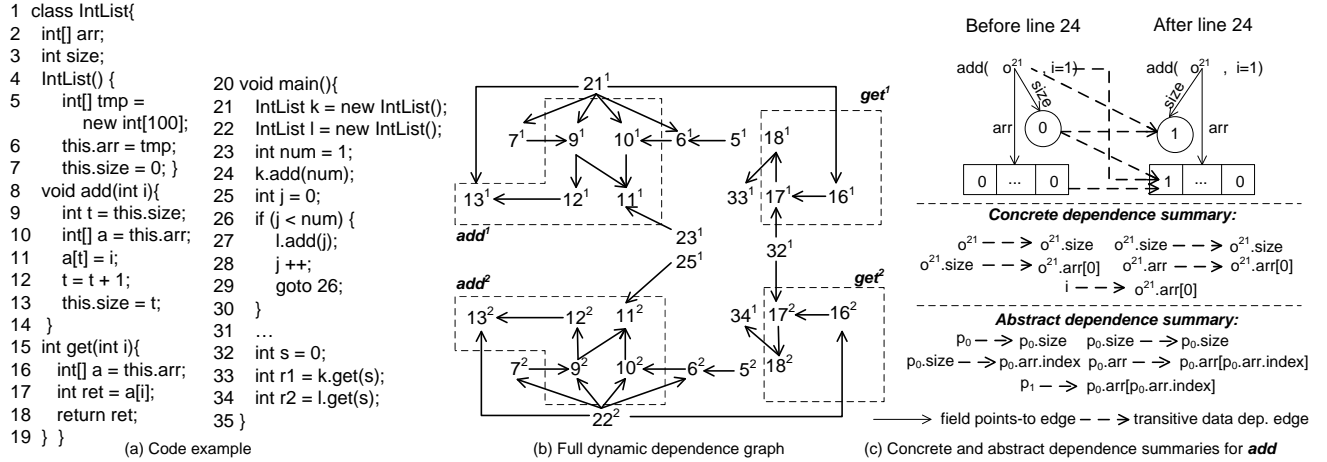 1 class IntList{
2 int[] arr;
3 int size;
4 IntList() {
5 int[] tmp =
new int[100];
6 this.arr = tmp;
7 this.size = 0; }
8 void add(int i){
9 int t = this.size;
10 int[] a = this.arr;
11 a[t] = i;
12 t = t + 1;
13 this.size = t;
14 }
15 int get(int i){
16 int[] a = this.arr;
17 int ret = a[i];
18 return ret;
19 } }
20 void main(){
21 IntList k = new IntList();
22 IntList l = new IntList();
23 int num = 1;
24 k.add(num);
25 int j = 0;
26 if (j < num) {
27 l.add(j);
28 j ++;
29 goto 26;
30 }
31 ...
32 int s = 0;
33 int r1 = k.get(s);
34 int r2 = l.get(s);
35 }
(a) Code example
21¹
get¹
7¹ 9¹ 10¹ 6¹ 5¹ 18¹
13¹ 12¹ 11¹ 33¹ 17¹ 16¹
add¹
23¹
32¹
25¹
add² get²
13² 12² 11² 34¹ 17² 16²
7² 9² 10² 6² 5² 18²
22²
(b) Full dynamic dependence graph
Before line 24 After line 24
add( o²¹ , i=1) add( o²¹ , i=1)
size size
arr 0 1 arr
0 ... 0 1 ... 0
Concrete dependence summary:
o²¹ → o²¹.size o²¹.size → o²¹.size
o²¹.size → o²¹.arr[0] o²¹.arr → o²¹.arr[0]
i → o²¹.arr[0]
Abstract dependence summary:
p₀ → p₀.size p₀.size → p₀.size
p₀.size → p₀.arr.index p₀.arr → p₀.arr[p₀.arr.index]
p₁ → p₀.arr[p₀.arr.index]
field points-to edge transitive data dep. edge
(c) Concrete and abstract dependence summaries for add